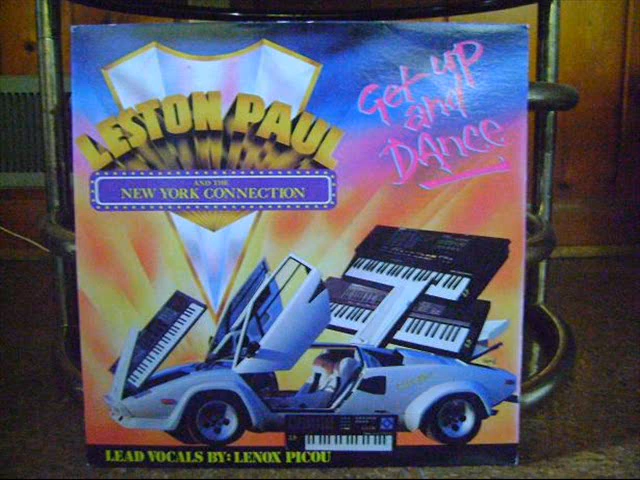 LESTON PAUL
AND THE
NEW YORK CONNECTION
Get up
and
DAnce
LEAD VOCALS BY: LENOX PICOU